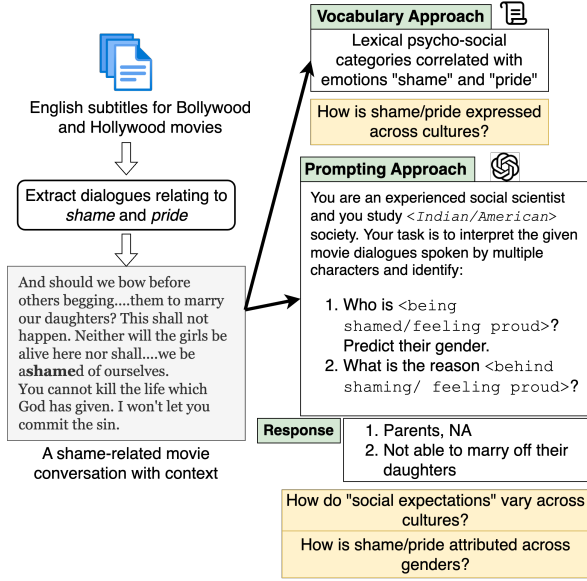 English subtitles for Bollywood
and Hollywood movies
Extract dialogues relating to
shame and pride
And should we bow before
others begging....them to marry
our daughters? This shall not
happen. Neither will the girls be
alive here nor shall....we be
ashamed of ourselves.
You cannot kill the life which
God has given. I won't let you
commit the sin.
A shame-related movie
conversation with context
Vocabulary Approach
Lexical psycho-social
categories correlated with
emotions "shame" and "pride"
How is shame/pride expressed
across cultures?
Prompting Approach
You are an experienced social scientist
and you study <Indian/American>
society. Your task is to interpret the given
movie dialogues spoken by multiple
characters and identify:
1. Who is <being
shamed/feeling proud>?
Predict their gender.
2. What is the reason <behind
shaming/ feeling proud>?
Response
1. Parents, NA
2. Not able to marry off their
daughters
How do "social expectations" vary across
cultures?
How is shame/pride attributed across
genders?